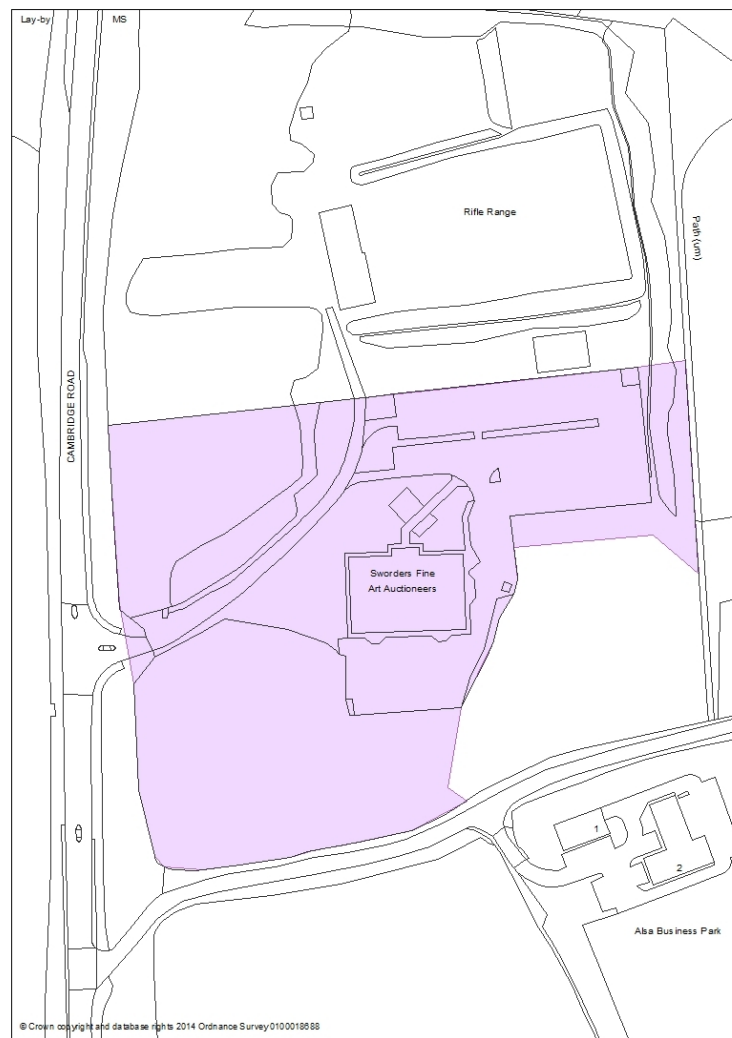 Lay-by
MS
Rifle Range
Path (um)
CAMBRIDGE ROAD
Sworders Fine
Art Auctioneers
1
2
Alsa Business Park
© Crown copyright and database rights 2014 Ordnance Survey 0100018688